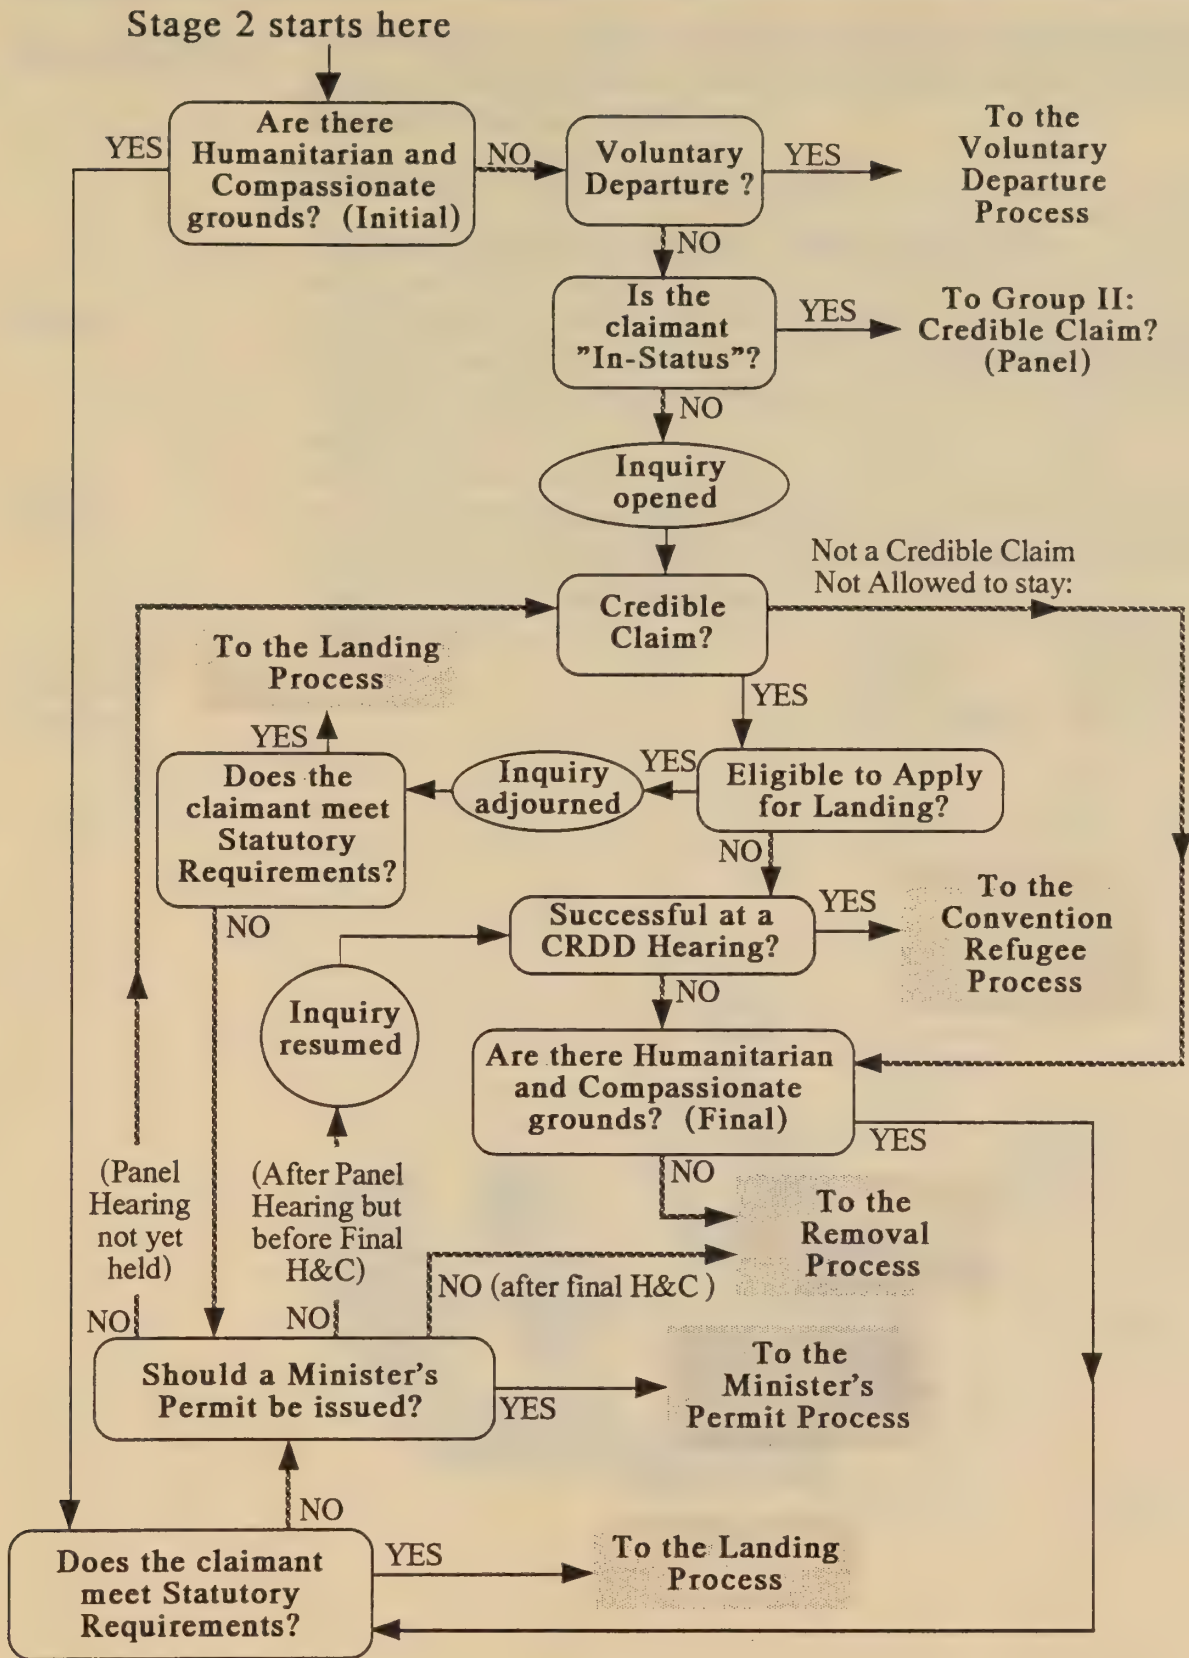 Stage 2 starts here
Are there
Humanitarian and
Compassionate
grounds? (Initial)
YES
NO
Voluntary
Departure ?
YES
To the
Voluntary
Departure
Process
NO
Is the
claimant
"In-Status"?
YES
To Group II:
Credible Claim?
(Panel)
NO
Inquiry
opened
Not a Credible Claim
Not Allowed to stay:
Credible
Claim?
To the Landing
Process
YES
YES
Does the
claimant meet
Statutory
Requirements?
Inquiry
adjourned
YES
Eligible to Apply
for Landing?
NO
NO
Successful at a
CRDD Hearing?
YES
To the
Convention
Refugee
Process
NO
Inquiry
resumed
Are there Humanitarian
and Compassionate
grounds? (Final)
YES
NO
(Panel
Hearing
not yet
held)
NO
(After Panel
Hearing but
before Final
H&C)
NO
NO (after final H&C )
To the
Removal
Process
Should a Minister's
Permit be issued?
YES
To the
Minister's
Permit Process
NO
Does the claimant
meet Statutory
Requirements?
YES
To the Landing
Process